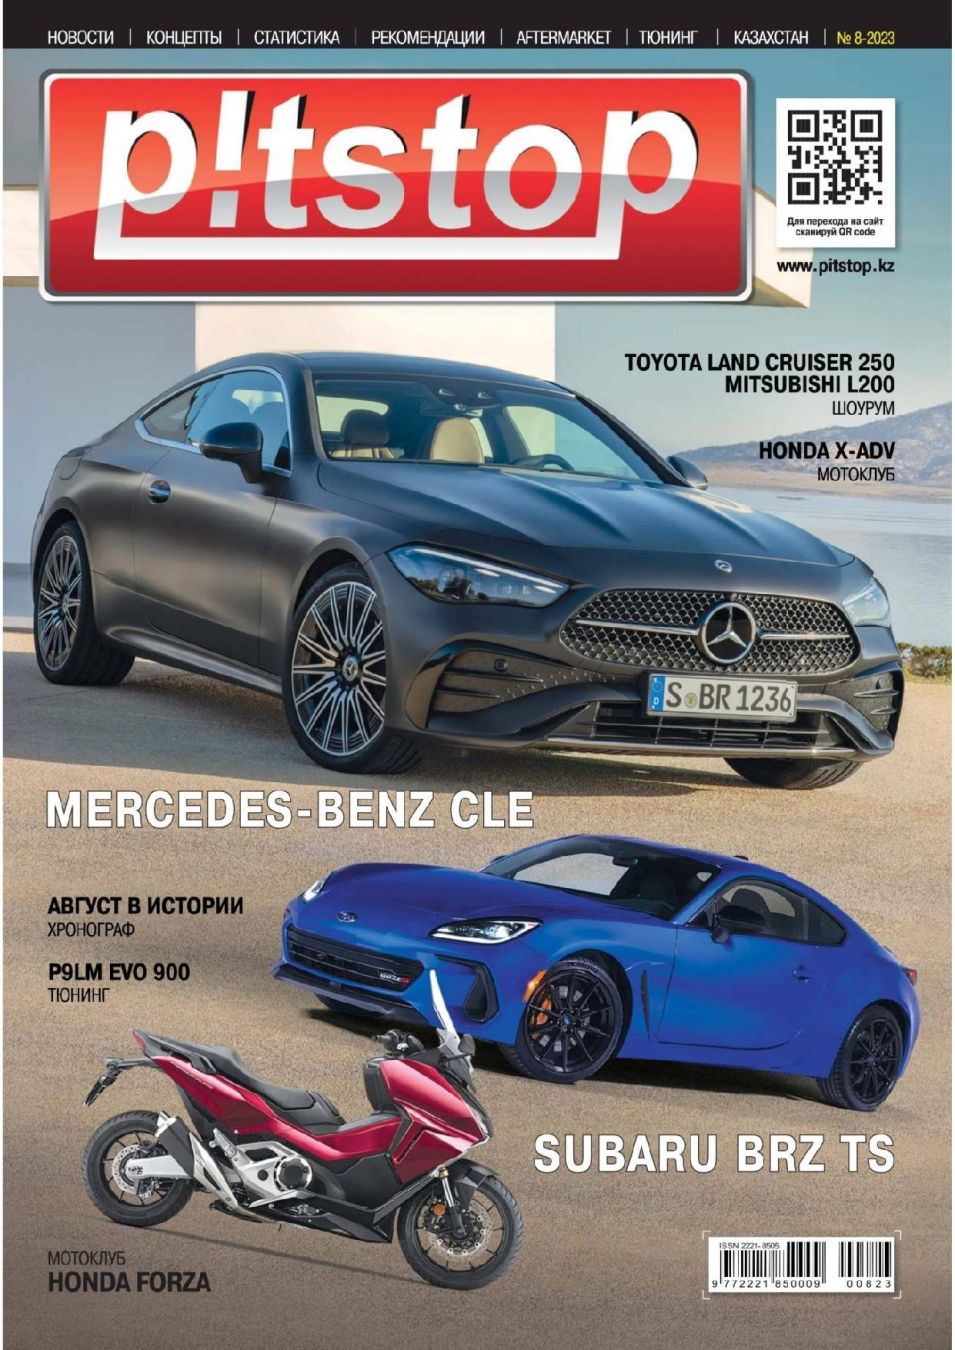 НОВОСТИ | КОНЦЕПТЫ | СТАТИСТИКА | РЕКОМЕНДАЦИИ | AFTERMARKET | ТЮНИНГ | КАЗАХСТАН | № 8-2023
p!tstop
Для перехода на сайт
сканируй QR code
www.pitstop.kz
TOYOTA LAND CRUISER 250
MITSUBISHI L200
ШОУРУМ
HONDA X-ADV
МОТОКЛУБ
S BR 1236
MERCEDES-BENZ CLE
АВГУСТ В ИСТОРИИ
ХРОНОГРАФ
P9LM EVO 900
ТЮНИНГ
SUBARU BRZ TS
МОТОКЛУБ
HONDA FORZA
ISSN 2221-8505
9 772221 850009
00823